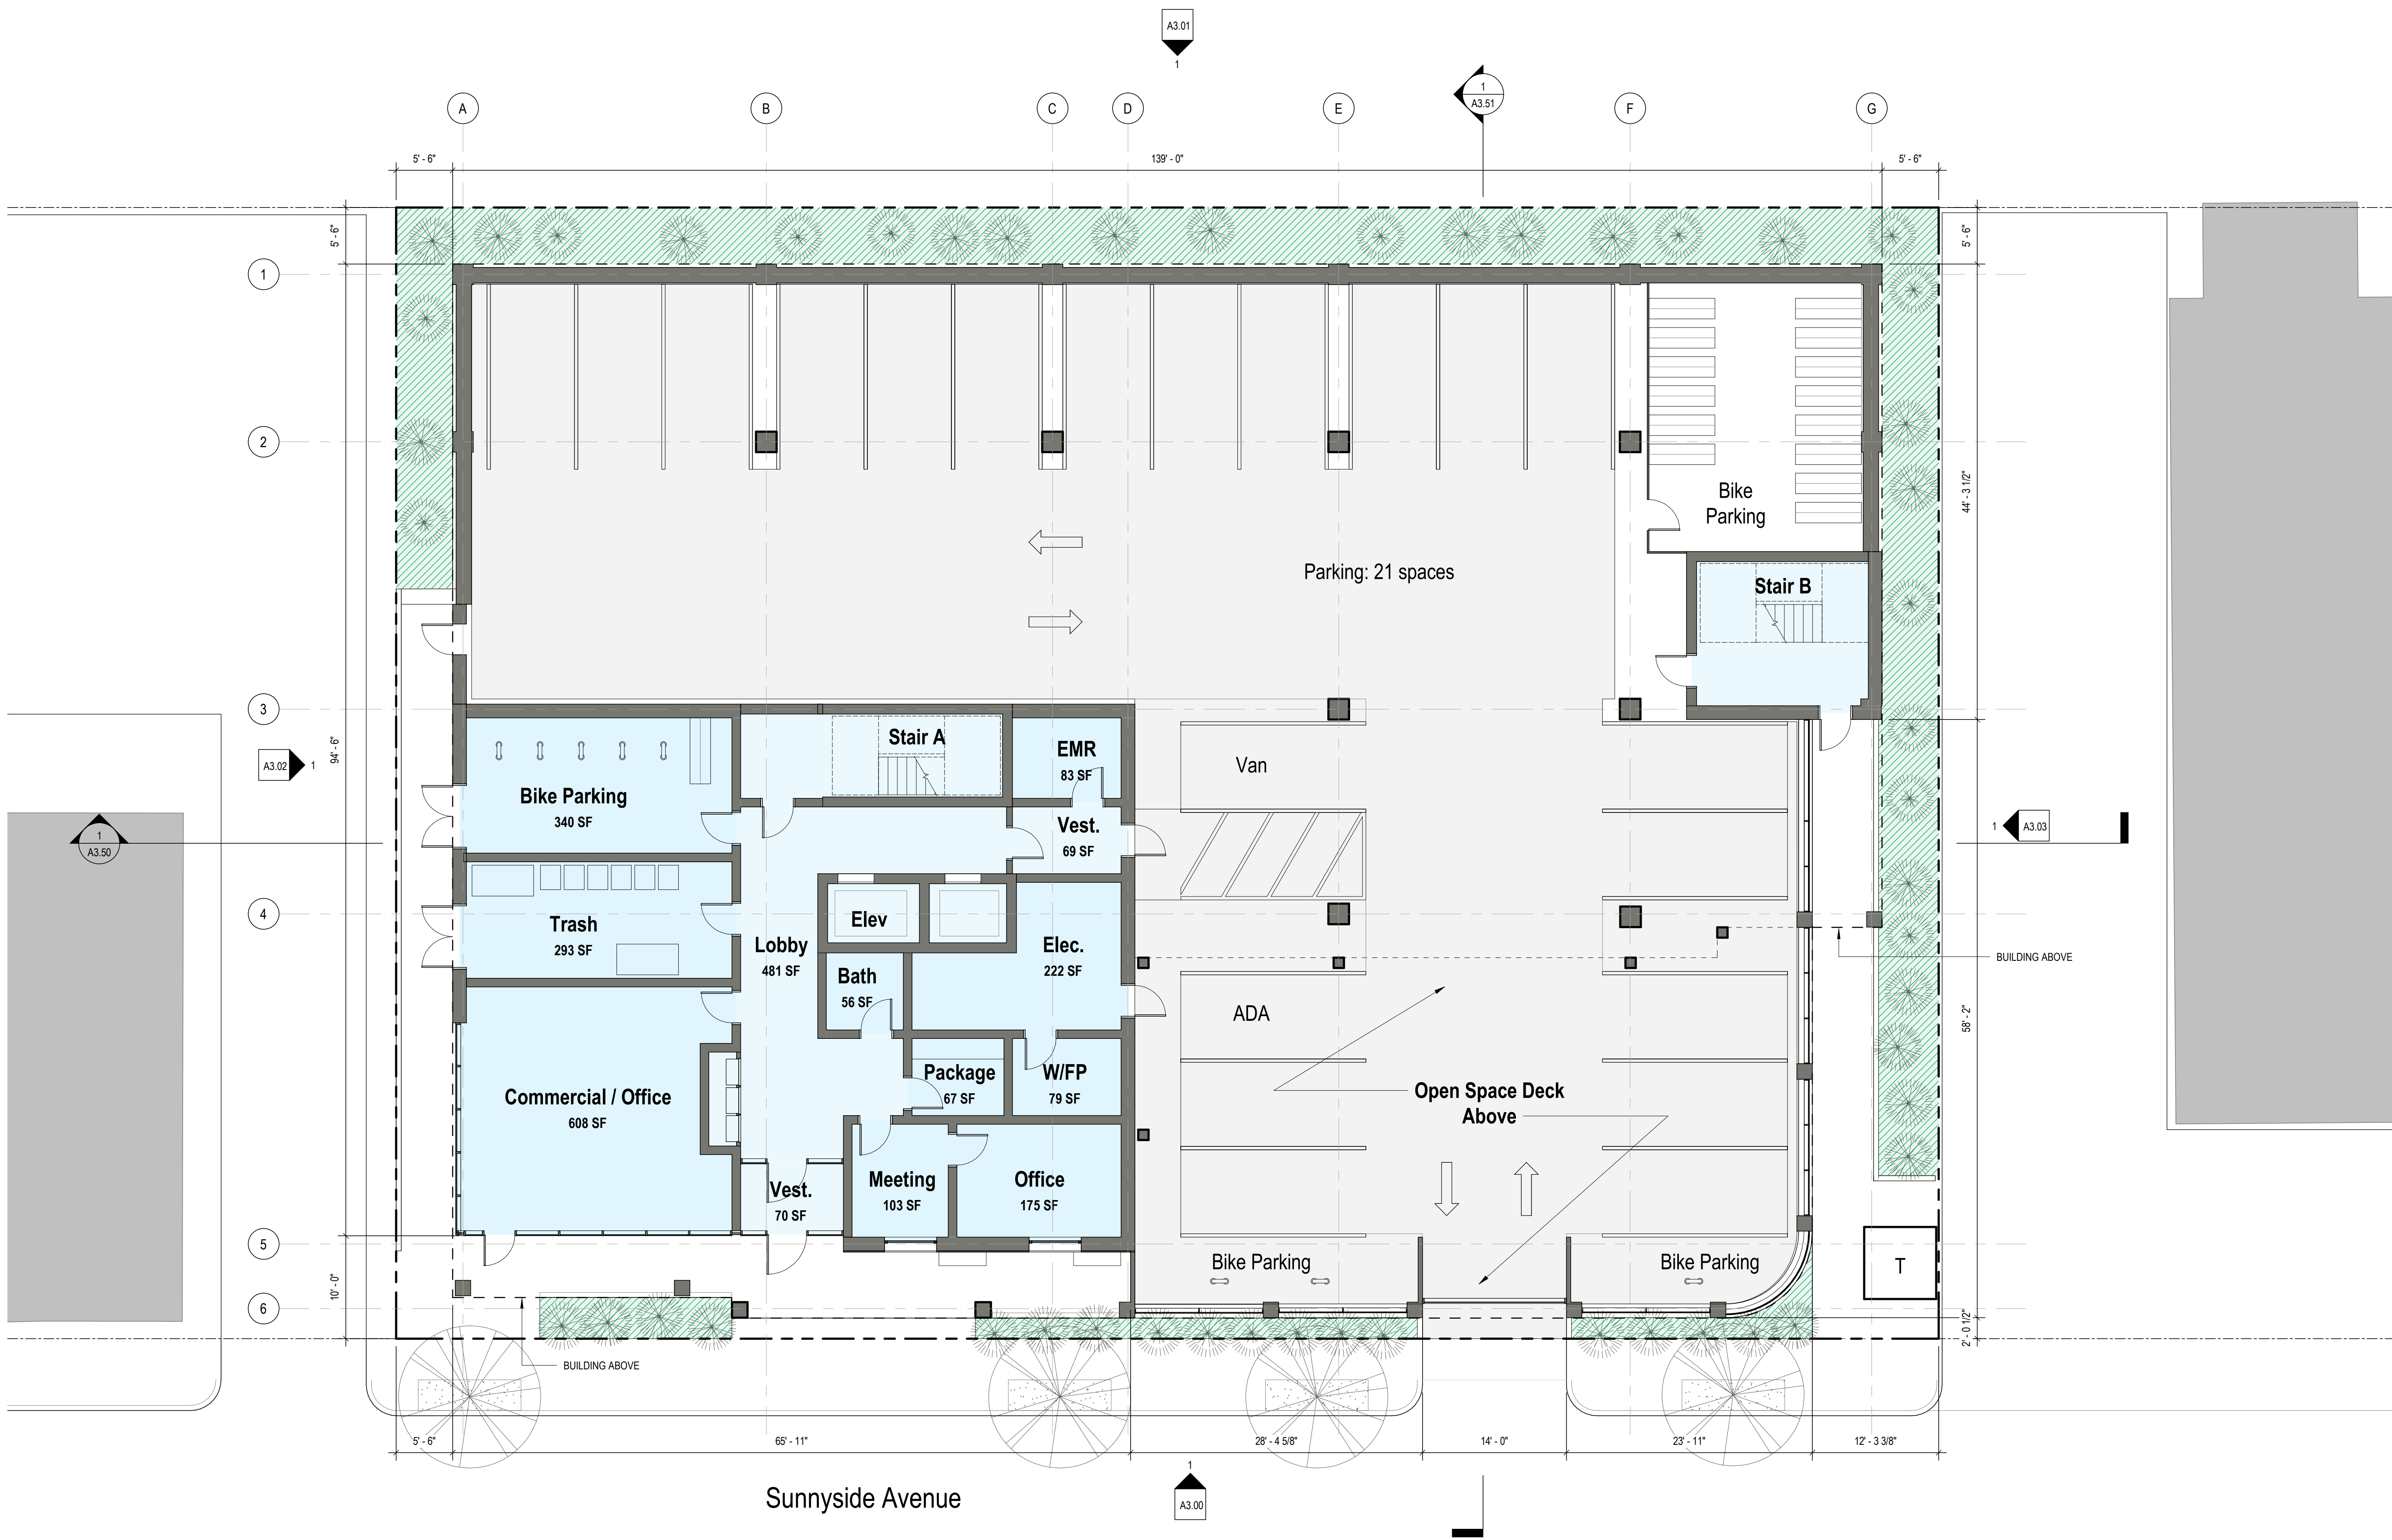 A3.01
1
1
A3.51
A
B
C
D
E
F
G
5' - 6"
139' - 0"
5' - 6"
5' - 6"
5' - 6"
1
2
3
4
5
6
Bike
Parking
44' - 3 1/2"
Parking: 21 spaces
Stair B
94' - 6"
A3.02
1
Stair A
EMR
83 SF
Van
Bike Parking
340 SF
Vest.
69 SF
1
A3.50
1
A3.03
Trash
293 SF
Elev
Lobby
481 SF
Elec.
222 SF
Bath
56 SF
BUILDING ABOVE
ADA
58' - 2"
Commercial / Office
608 SF
Package
67 SF
W/FP
79 SF
Open Space Deck
Above
Vest.
70 SF
Meeting
103 SF
Office
175 SF
Bike Parking
Bike Parking
T
10' - 0"
2' - 0 1/2"
BUILDING ABOVE
5' - 6"
65' - 11"
28' - 4 5/8"
14' - 0"
23' - 11"
12' - 3 3/8"
Sunnyside Avenue
1
A3.00